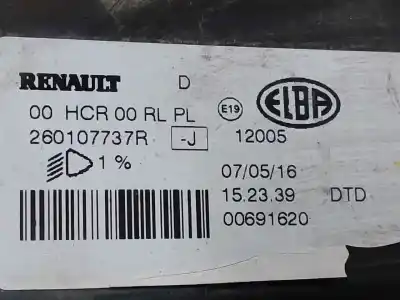 RENAULT D
00 HCR 00 RL PL E19 ELBA
260107737R -J 12005
1 % 07/05/16
15.23.39 DTD
00691620